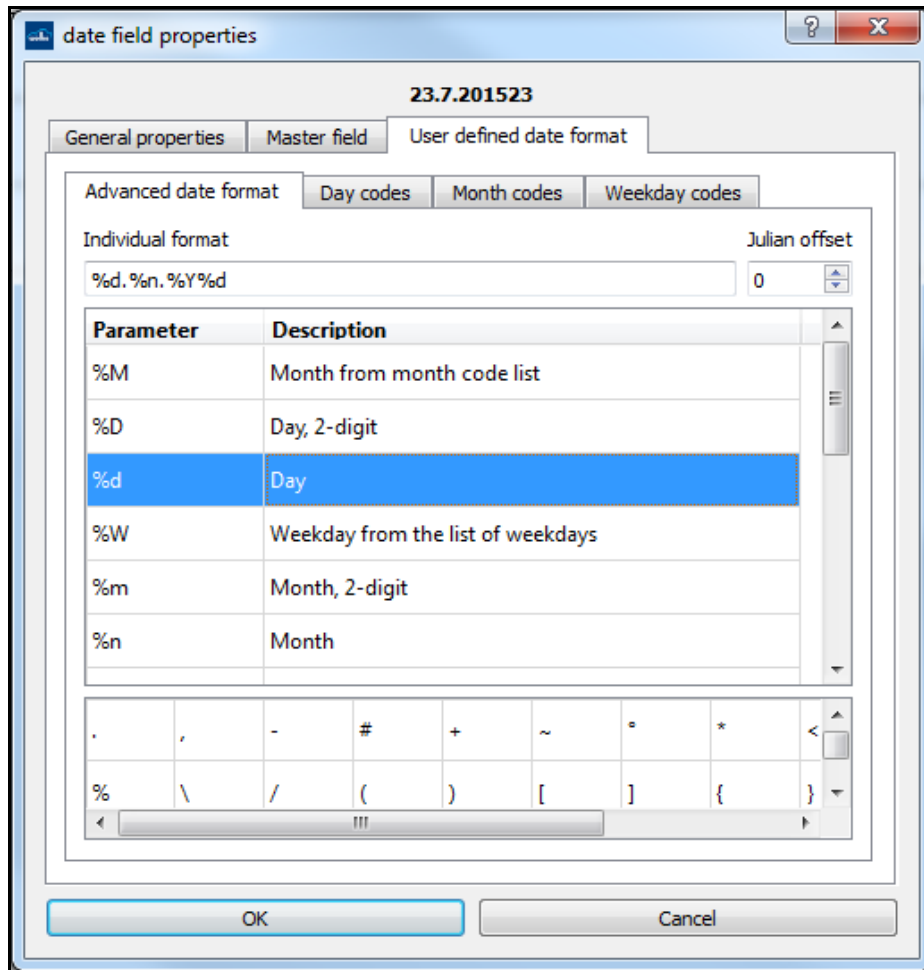 date field properties
23.7.201523
General properties Master field User defined date format
Advanced date format Day codes Month codes Weekday codes
Individual format Julian offset
%d.%n.%Y%d 0
Parameter Description
%M Month from month code list
%D Day, 2-digit
%d Day
%W Weekday from the list of weekdays
%m Month, 2-digit
%n Month
. , - # + ~ ° * <
% \ / ( ) [ ] { }
OK Cancel